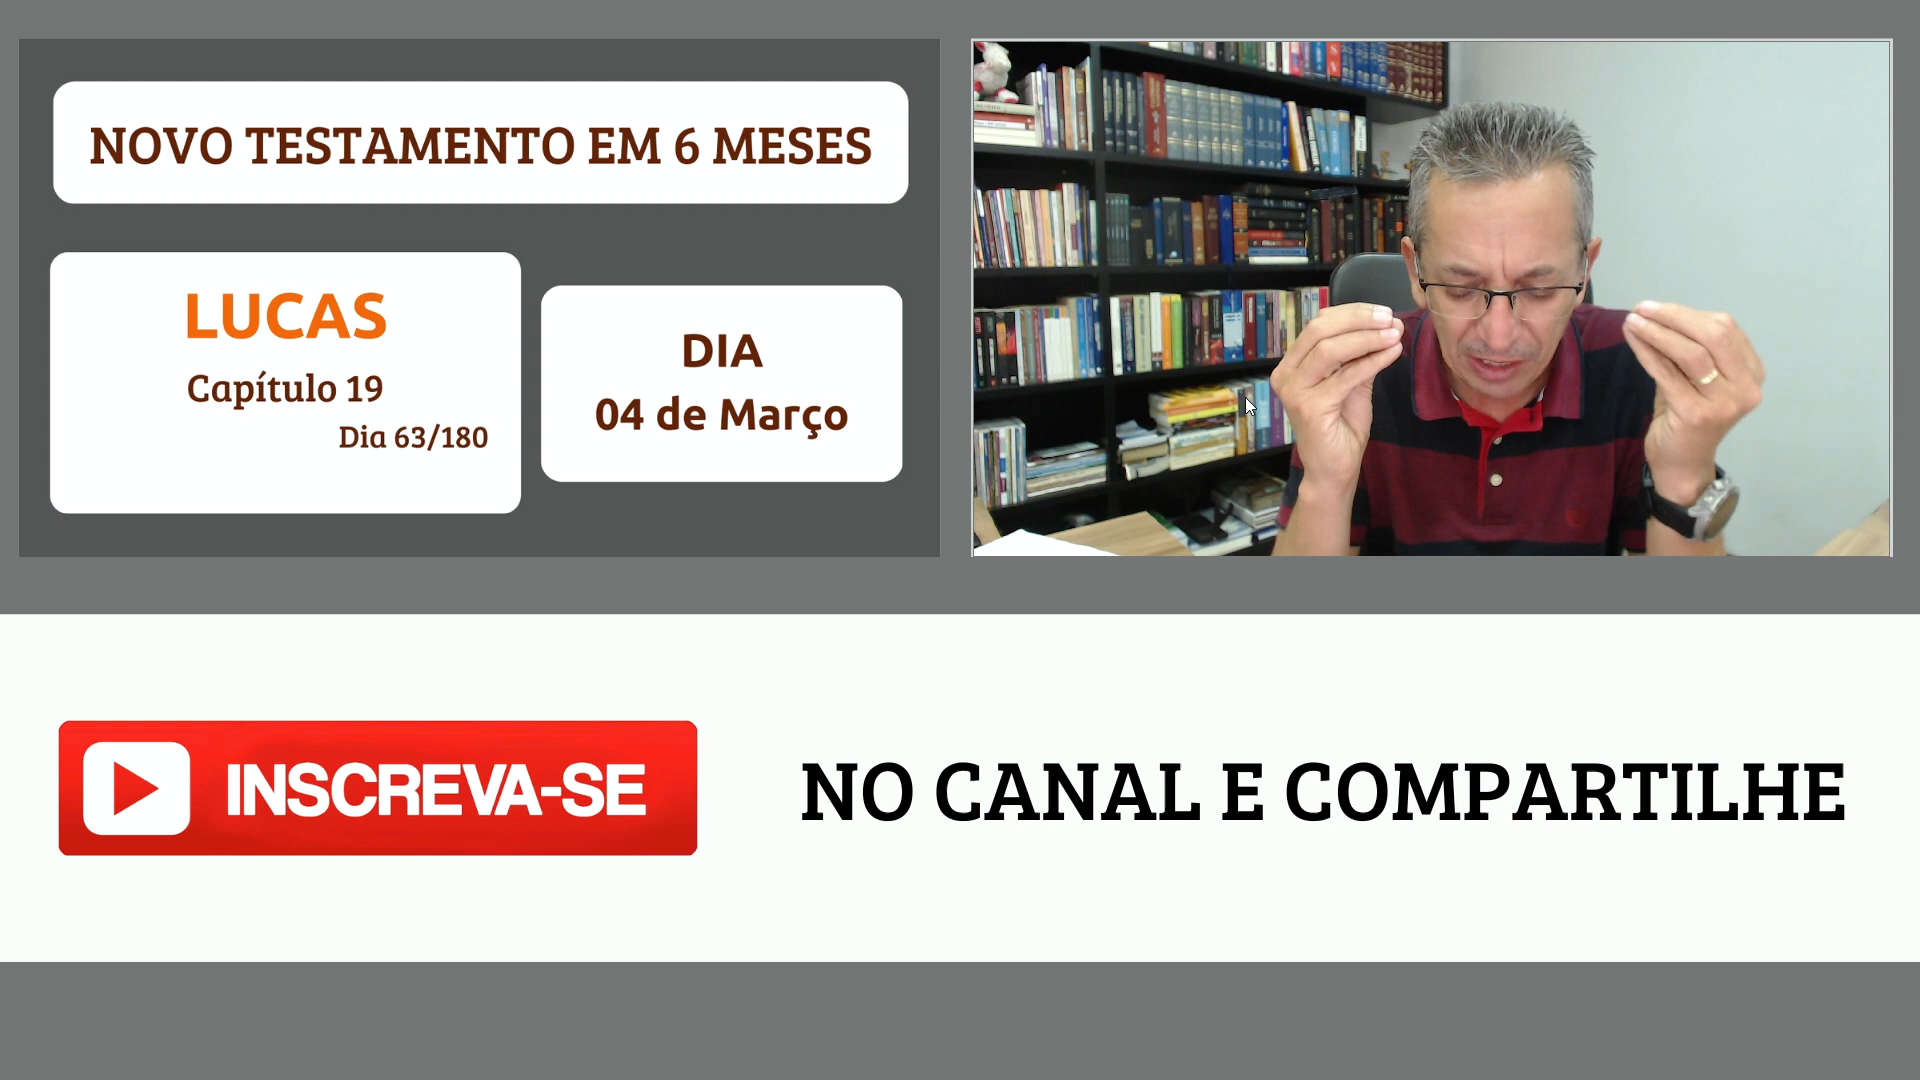 NOVO TESTAMENTO EM 6 MESES
LUCAS
Capítulo 19
Dia 63/180
DIA
04 de Março
INSCREVA-SE
NO CANAL E COMPARTILHE